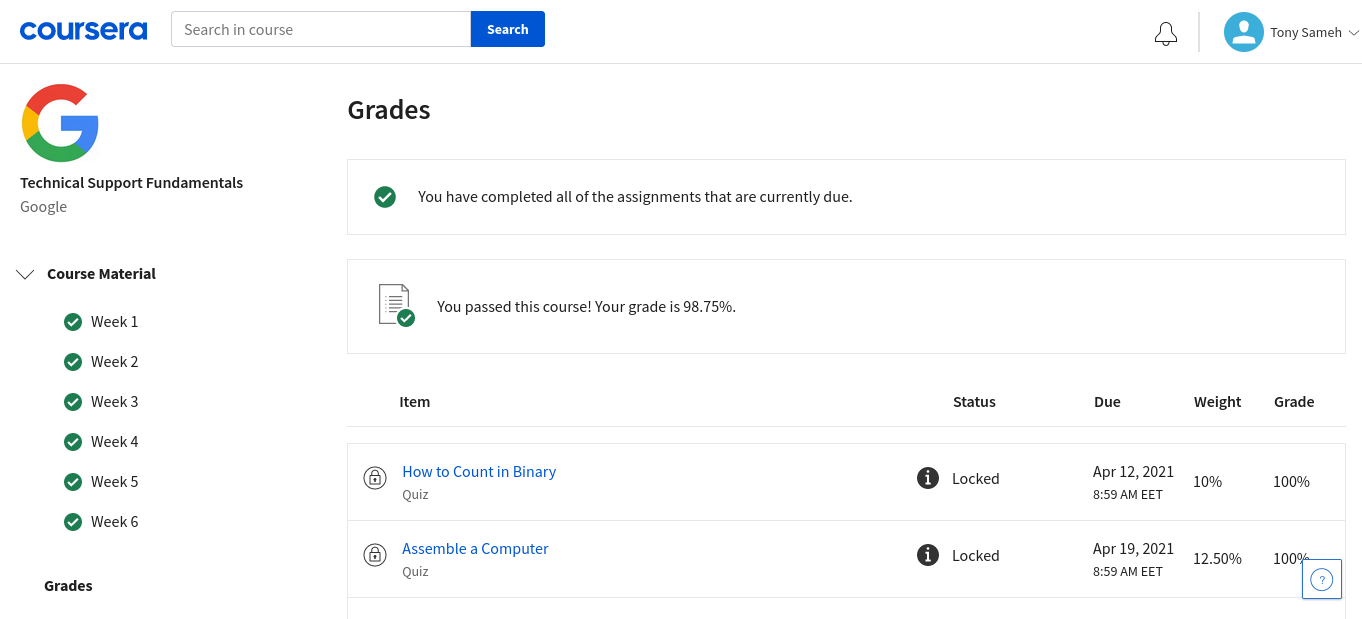 coursera
Search in course
Search
Tony Sameh
Technical Support Fundamentals
Google
Course Material
Week 1
Week 2
Week 3
Week 4
Week 5
Week 6
Grades
Grades
You have completed all of the assignments that are currently due.
You passed this course! Your grade is 98.75%.
Item Status Due Weight Grade
How to Count in Binary
Quiz
Locked
Apr 12, 2021
8:59 AM EET
10%
100%
Assemble a Computer
Quiz
Locked
Apr 19, 2021
8:59 AM EET
12.50%
100%
?